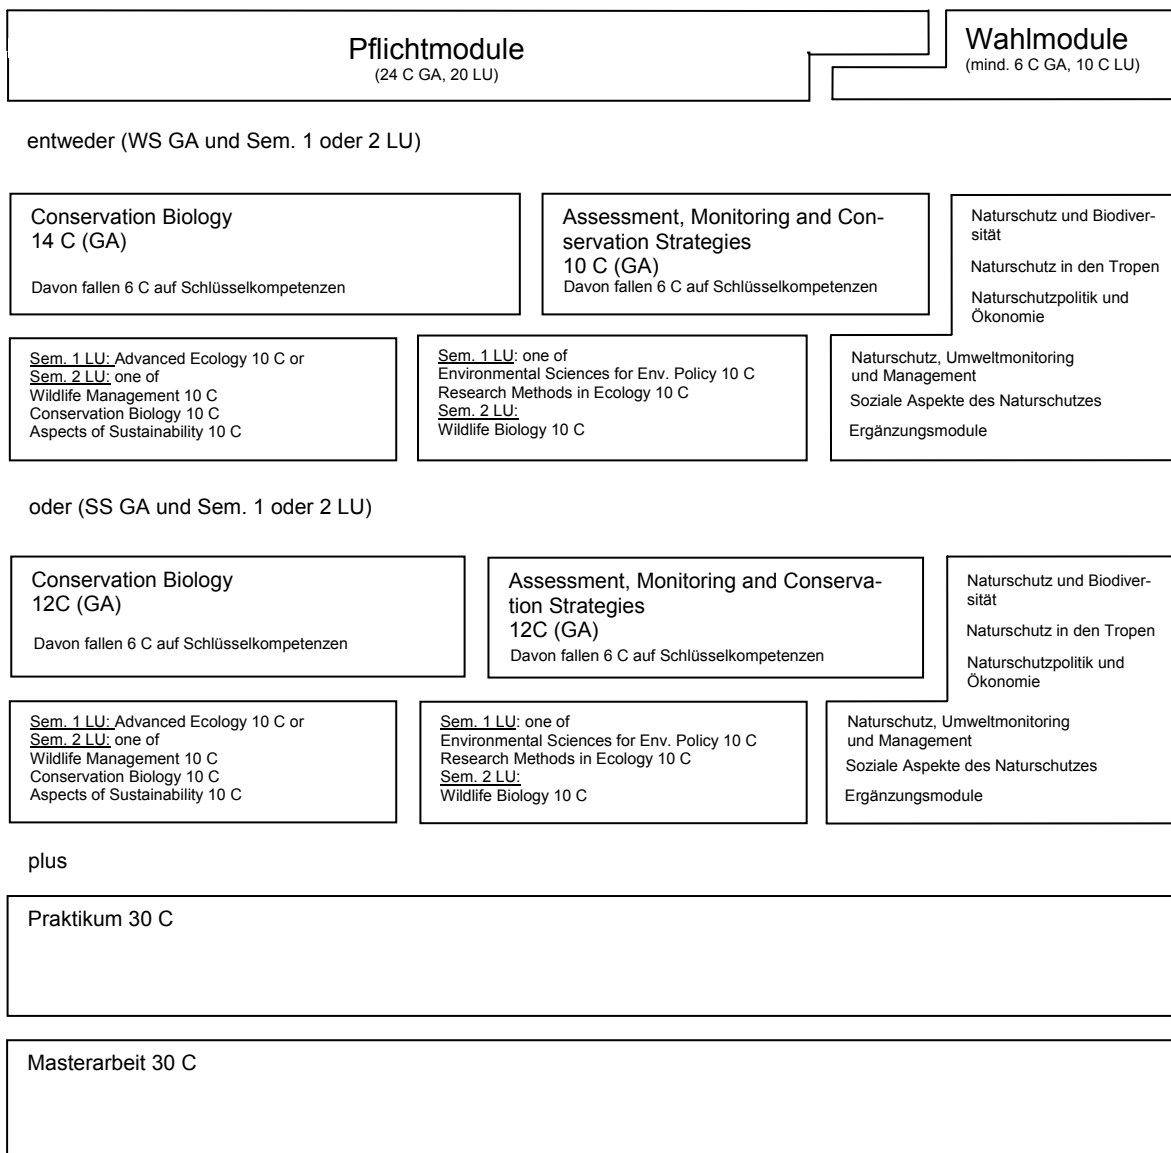 Pflichtmodule
(24 C GA, 20 LU)
Wahlmodule
(mind. 6 C GA, 10 C LU)
entweder (WS GA und Sem. 1 oder 2 LU)
Conservation Biology
14 C (GA)
Davon fallen 6 C auf Schlüsselkompetenzen
Assessment, Monitoring and Con-
servation Strategies
10 C (GA)
Davon fallen 6 C auf Schlüsselkompetenzen
Naturschutz und Biodiver-
sität
Naturschutz in den Tropen
Naturschutzpolitik und
Ökonomie
Sem. 1 LU: Advanced Ecology 10 C or
Sem. 2 LU: one of
Wildlife Management 10 C
Conservation Biology 10 C
Aspects of Sustainability 10 C
Sem. 1 LU: one of
Environmental Sciences for Env. Policy 10 C
Research Methods in Ecology 10 C
Sem. 2 LU:
Wildlife Biology 10 C
Naturschutz, Umweltmonitoring
und Management
Soziale Aspekte des Naturschutzes
Ergänzungsmodule
oder (SS GA und Sem. 1 oder 2 LU)
Conservation Biology
12C (GA)
Davon fallen 6 C auf Schlüsselkompetenzen
Assessment, Monitoring and Conserva-
tion Strategies
12C (GA)
Davon fallen 6 C auf Schlüsselkompetenzen
Naturschutz und Biodiver-
sität
Naturschutz in den Tropen
Naturschutzpolitik und
Ökonomie
Sem. 1 LU: Advanced Ecology 10 C or
Sem. 2 LU: one of
Wildlife Management 10 C
Conservation Biology 10 C
Aspects of Sustainability 10 C
Sem. 1 LU: one of
Environmental Sciences for Env. Policy 10 C
Research Methods in Ecology 10 C
Sem. 2 LU:
Wildlife Biology 10 C
Naturschutz, Umweltmonitoring
und Management
Soziale Aspekte des Naturschutzes
Ergänzungsmodule
plus
Praktikum 30 C
Masterarbeit 30 C